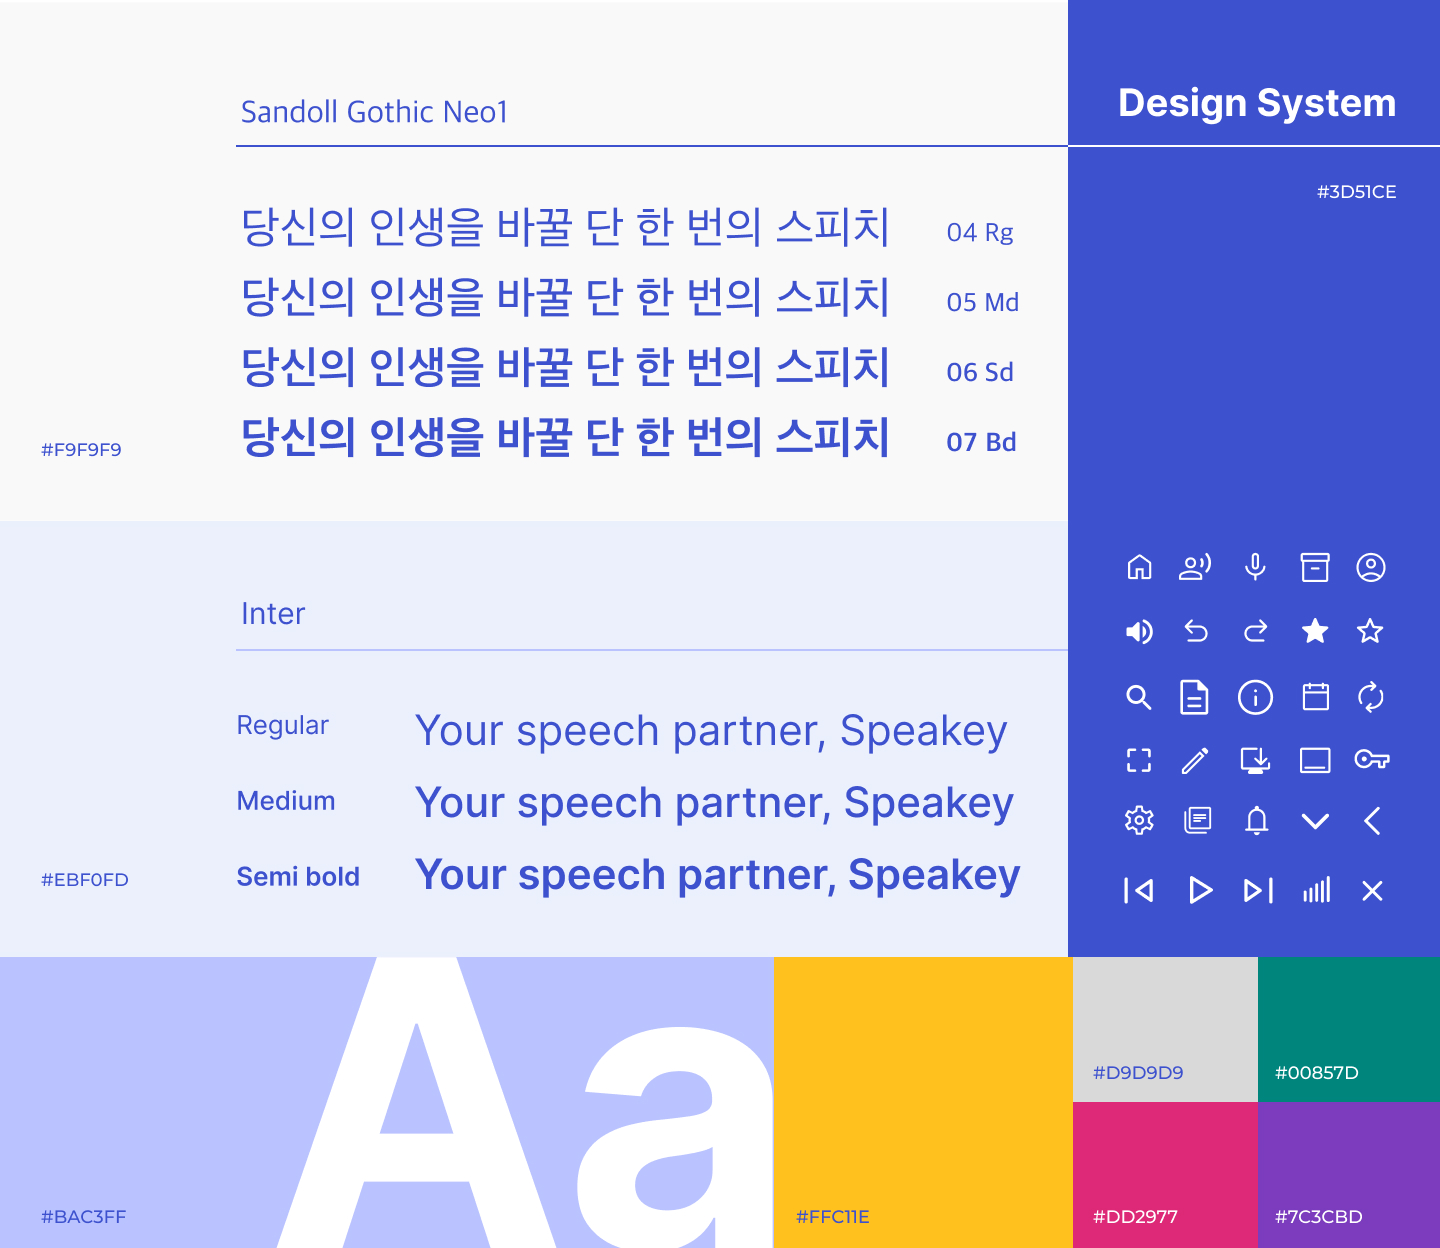 Sandoll Gothic Neo1
Design System
#3D51CE
당신의 인생을 바꿀 단 한 번의 스피치 04 Rg
당신의 인생을 바꿀 단 한 번의 스피치 05 Md
당신의 인생을 바꿀 단 한 번의 스피치 06 Sd
당신의 인생을 바꿀 단 한 번의 스피치 07 Bd
#F9F9F9
Inter
Regular Your speech partner, Speakey
Medium Your speech partner, Speakey
Semi bold Your speech partner, Speakey
#EBF0FD
Aa
#BAC3FF
#FFC11E
#D9D9D9
#00857D
#DD2977
#7C3CBD